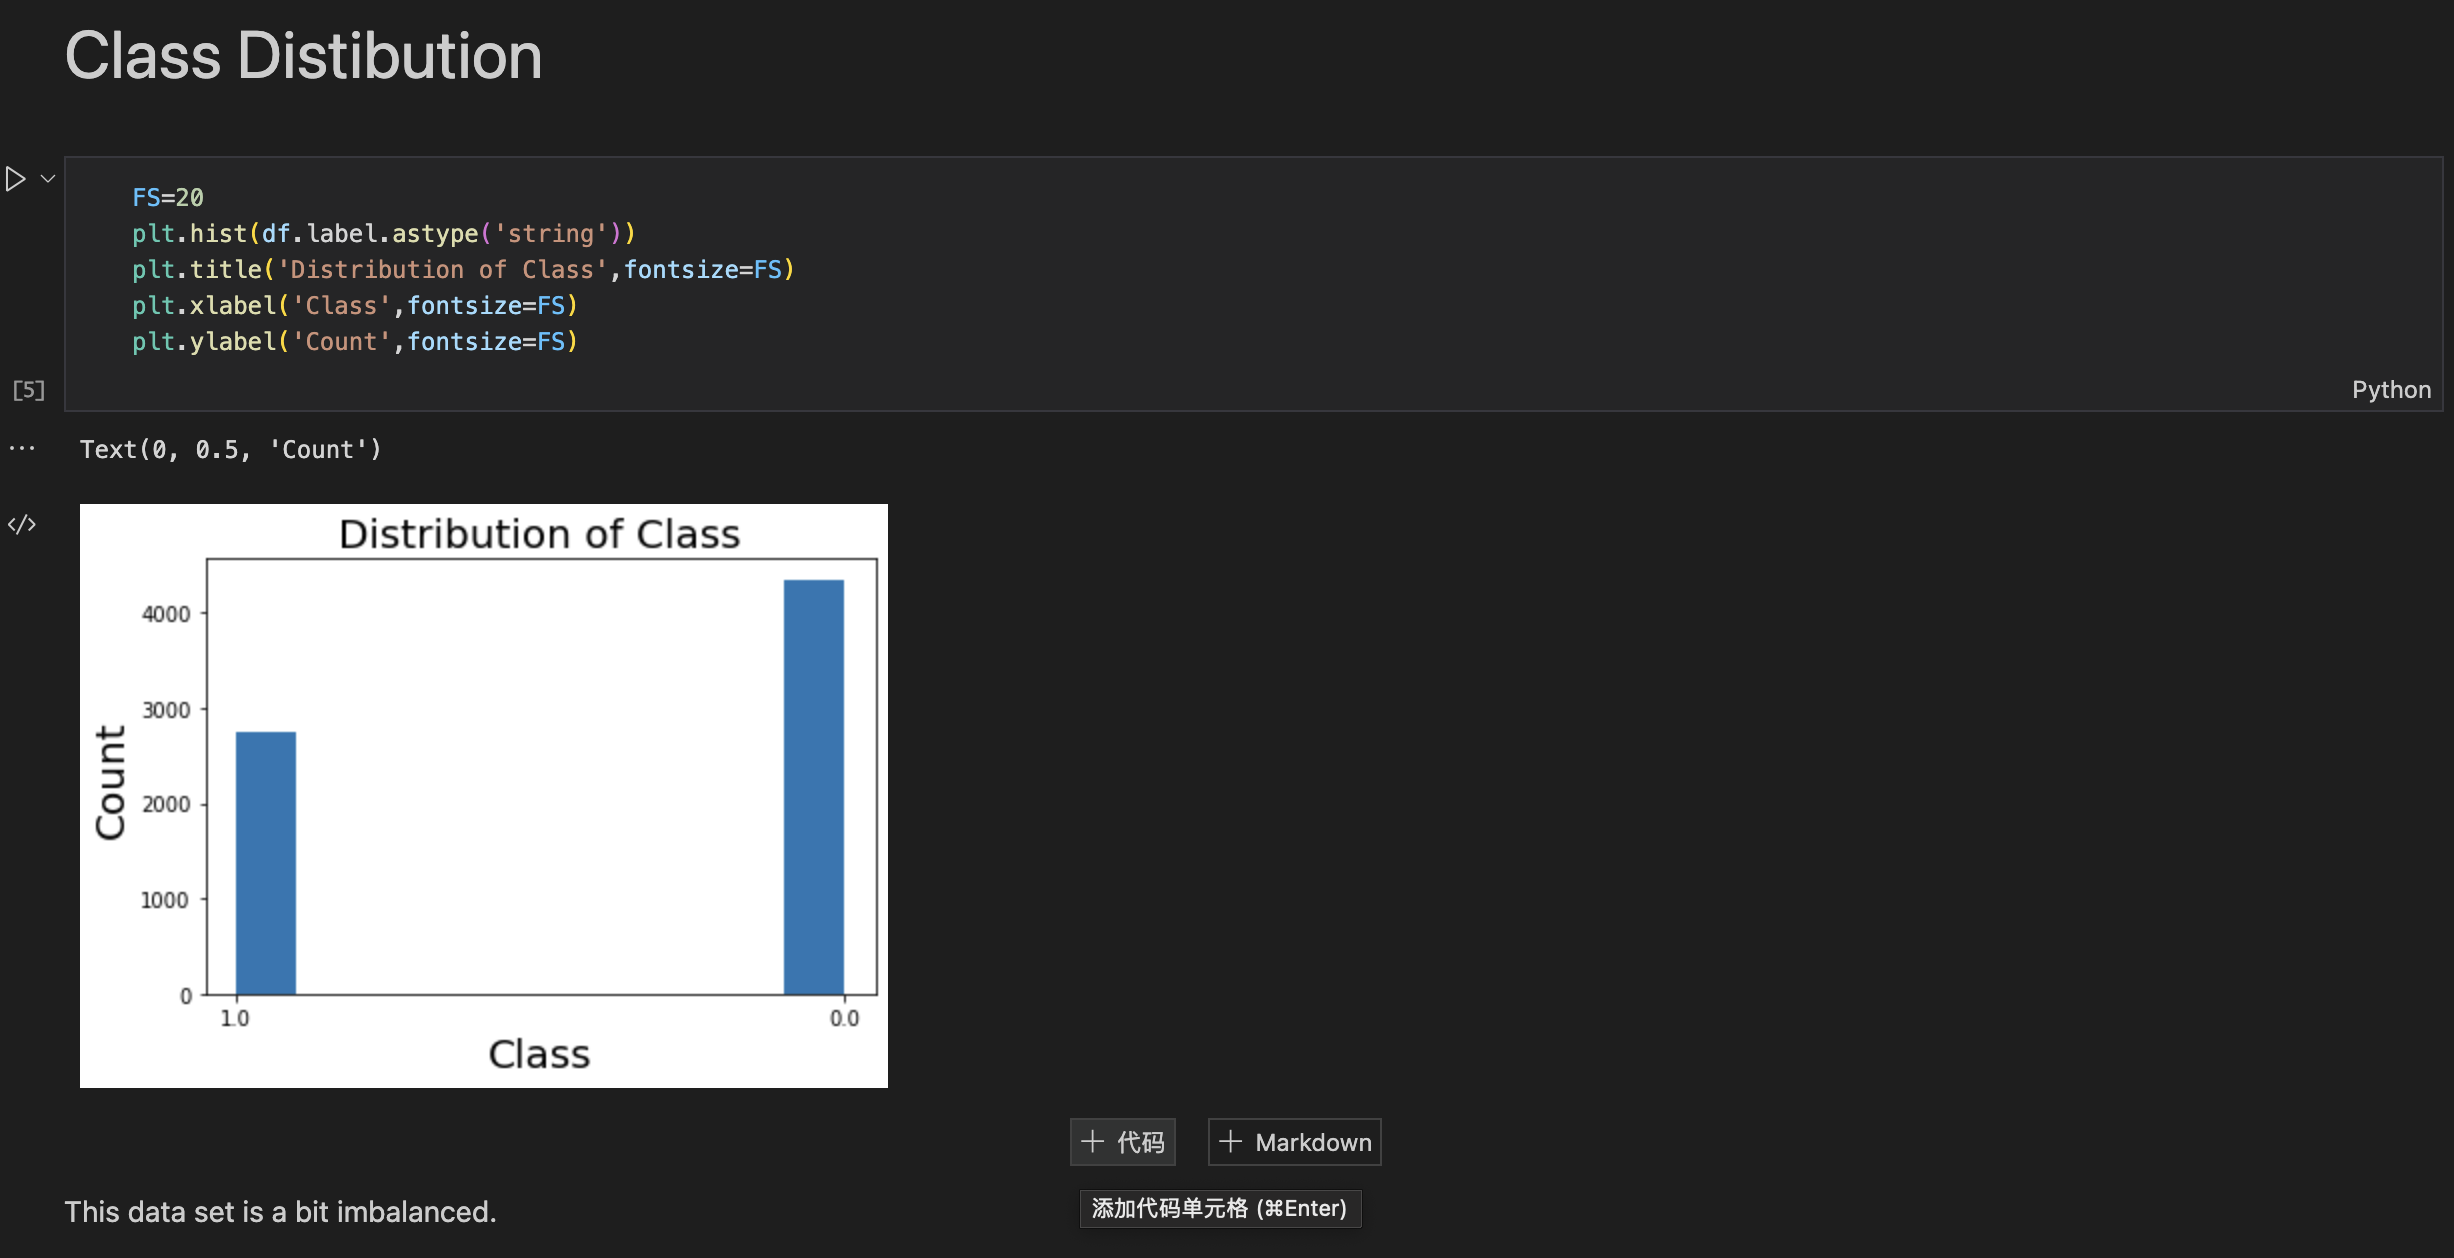 Class Distibution
FS=20
plt.hist(df.label.astype('string'))
plt.title('Distribution of Class',fontsize=FS)
plt.xlabel('Class',fontsize=FS)
plt.ylabel('Count',fontsize=FS)
[5]
Python
Text(0, 0.5, 'Count')
Distribution of Class
4000
3000
2000
1000
0
Count
1.0
0.0
Class
代码
Markdown
添加代码单元格 (⌘Enter)
This data set is a bit imbalanced.